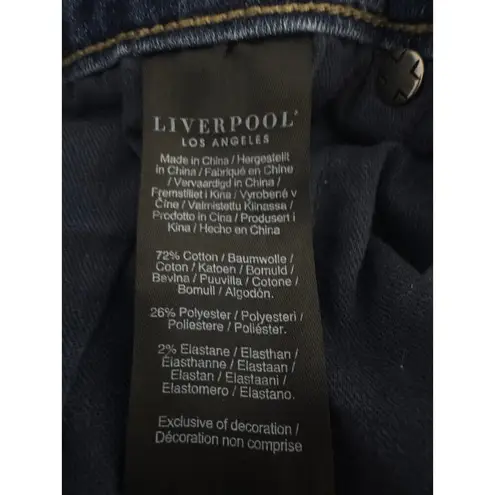 LIVERPOOL'
LOS ANGELES
Made in China / Hergestellt
in China / Fabriqué en Chine
/ Vervaardigd in China /
Fremstillet i Kina / Vyrobené v
Číne / Valmistettu Kiinassa /
Prodotto in Cina / Produsert i
Kina / Hecho en China
72% Cotton / Baumwolle /
Coton / Katoen / Bomuld /
Bavlna / Puuvilla / Cotone /
Bomull / Algodón.
26% Polyester / Polyesteri /
Poliestere / Poliéster.
2% Elastane / Elasthan /
Élasthanne / Elastaan /
Elastan / Elastaani /
Elastomero / Elastano.
Exclusive of decoration /
Décoration non comprise